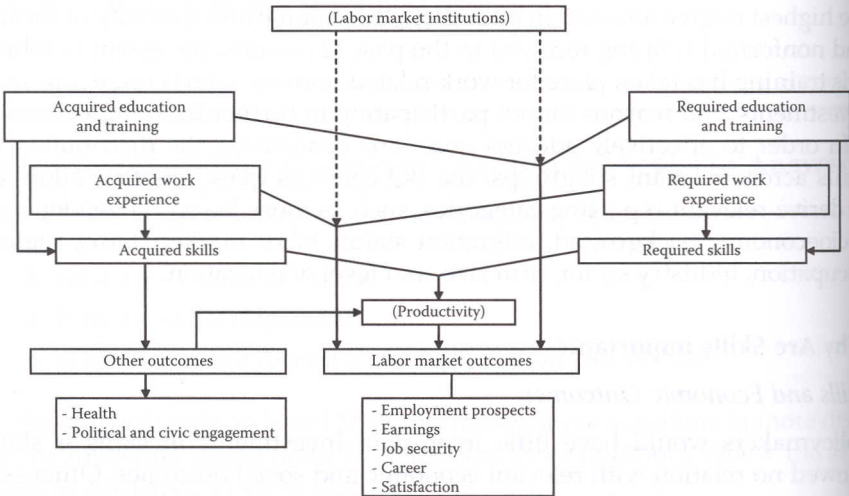 (Labor market institutions)
Acquired education
and training
Required education
and training
Acquired work
experience
Required work
experience
Acquired skills
Required skills
(Productivity)
Other outcomes
Labor market outcomes
- Health
- Political and civic engagement
- Employment prospects
- Earnings
- Job security
- Career
- Satisfaction